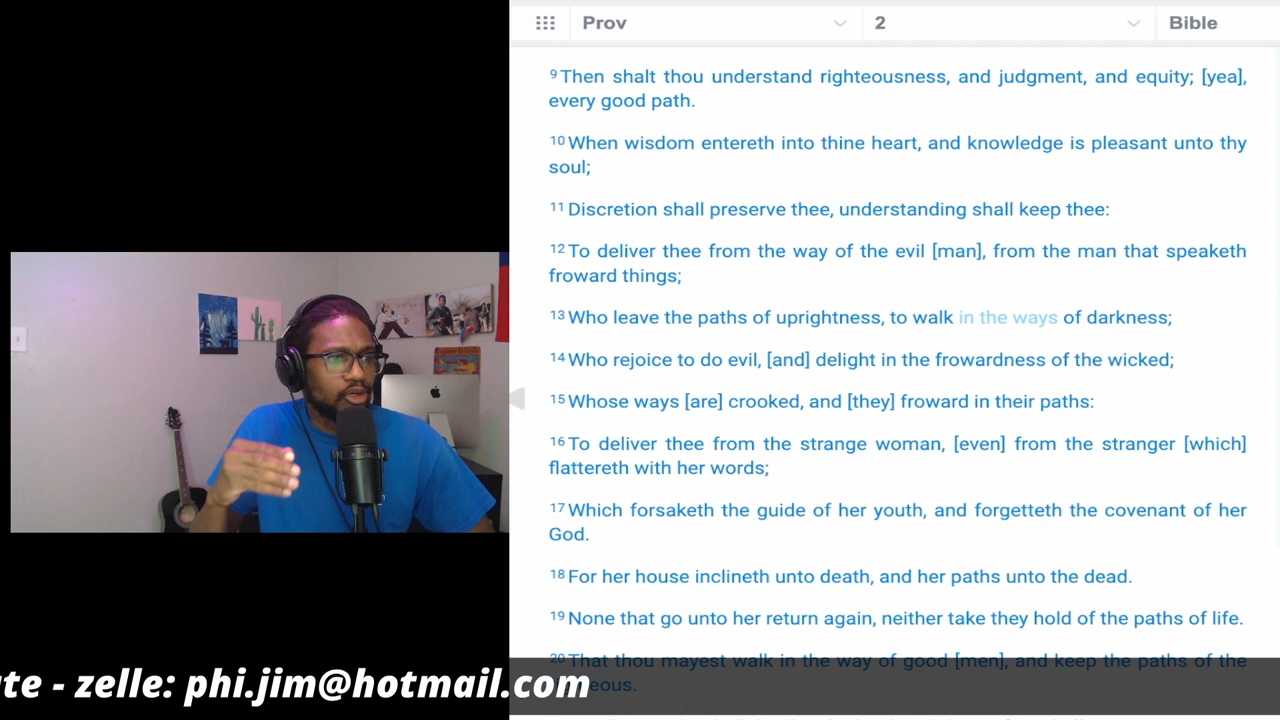 Prov
2
Bible
9 Then shalt thou understand righteousness, and judgment, and equity; [yea],
every good path.
10 When wisdom entereth into thine heart, and knowledge is pleasant unto thy
soul;
11 Discretion shall preserve thee, understanding shall keep thee:
12 To deliver thee from the way of the evil [man], from the man that speaketh
froward things;
13 Who leave the paths of uprightness, to walk in the ways of darkness;
14 Who rejoice to do evil, [and] delight in the frowardness of the wicked;
15 Whose ways [are] crooked, and [they] froward in their paths:
16 To deliver thee from the strange woman, [even] from the stranger [which]
flattereth with her words;
17 Which forsaketh the guide of her youth, and forgetteth the covenant of her
God.
18 For her house inclineth unto death, and her paths unto the dead.
19 None that go unto her return again, neither take they hold of the paths of life.
20 That thou mayest walk in the way of good [men], and keep the paths of the
eous.
te - zelle: phi.jim@hotmail.com